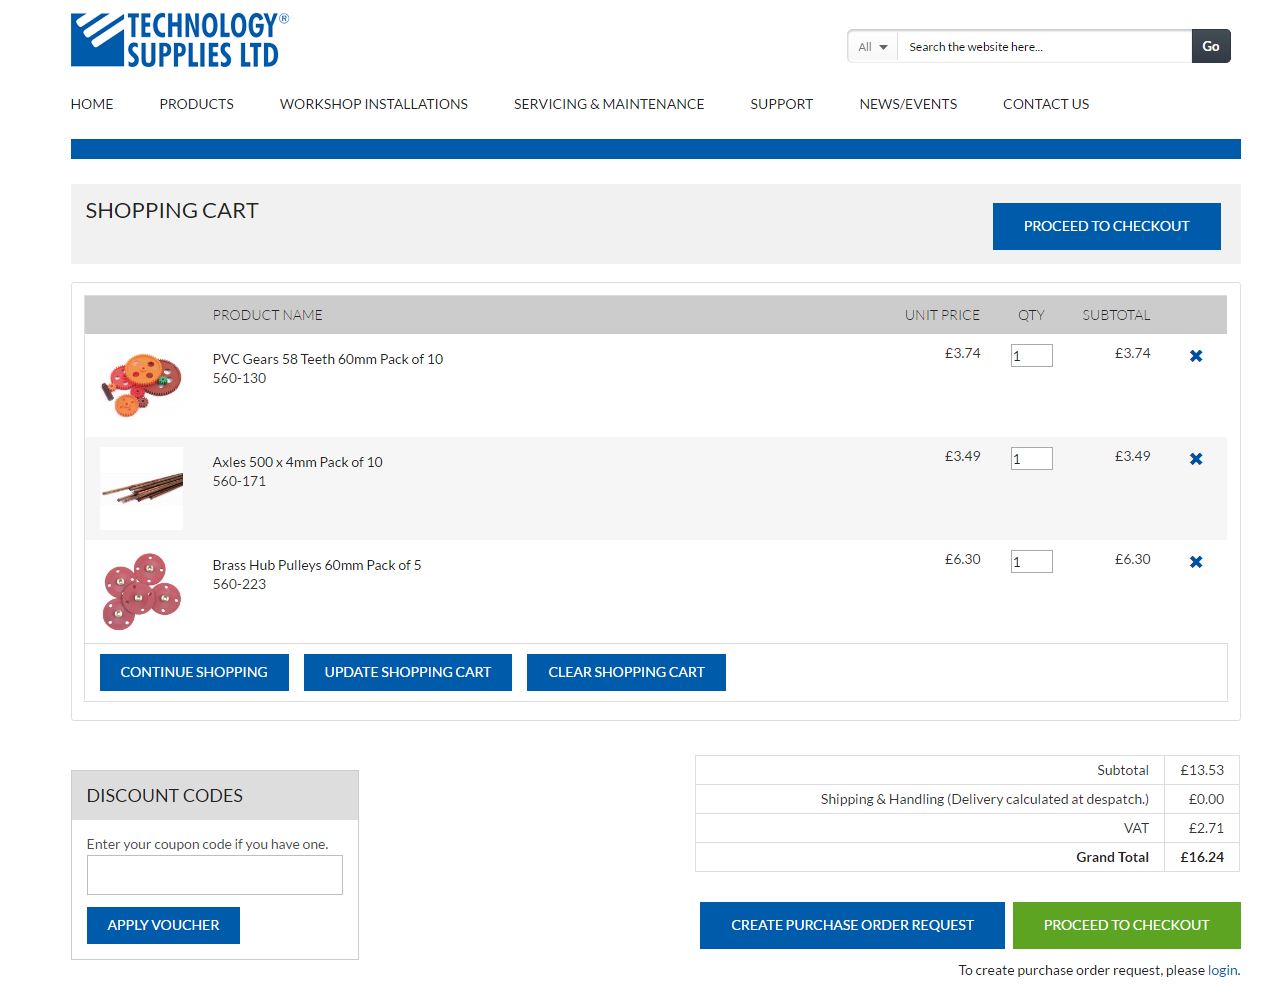 TECHNOLOGY®
SUPPLIES LTD
All Search the website here... Go
HOME PRODUCTS WORKSHOP INSTALLATIONS SERVICING & MAINTENANCE SUPPORT NEWS/EVENTS CONTACT US
SHOPPING CART
PROCEED TO CHECKOUT
PRODUCT NAME UNIT PRICE QTY SUBTOTAL
PVC Gears 58 Teeth 60mm Pack of 10 £3.74 1 £3.74
560-130
Axles 500 x 4mm Pack of 10 £3.49 1 £3.49
560-171
Brass Hub Pulleys 60mm Pack of 5 £6.30 1 £6.30
560-223
CONTINUE SHOPPING UPDATE SHOPPING CART CLEAR SHOPPING CART
DISCOUNT CODES
Enter your coupon code if you have one.
APPLY VOUCHER
Subtotal £13.53
Shipping & Handling (Delivery calculated at despatch.) £0.00
VAT £2.71
Grand Total £16.24
CREATE PURCHASE ORDER REQUEST PROCEED TO CHECKOUT
To create purchase order request, please login.